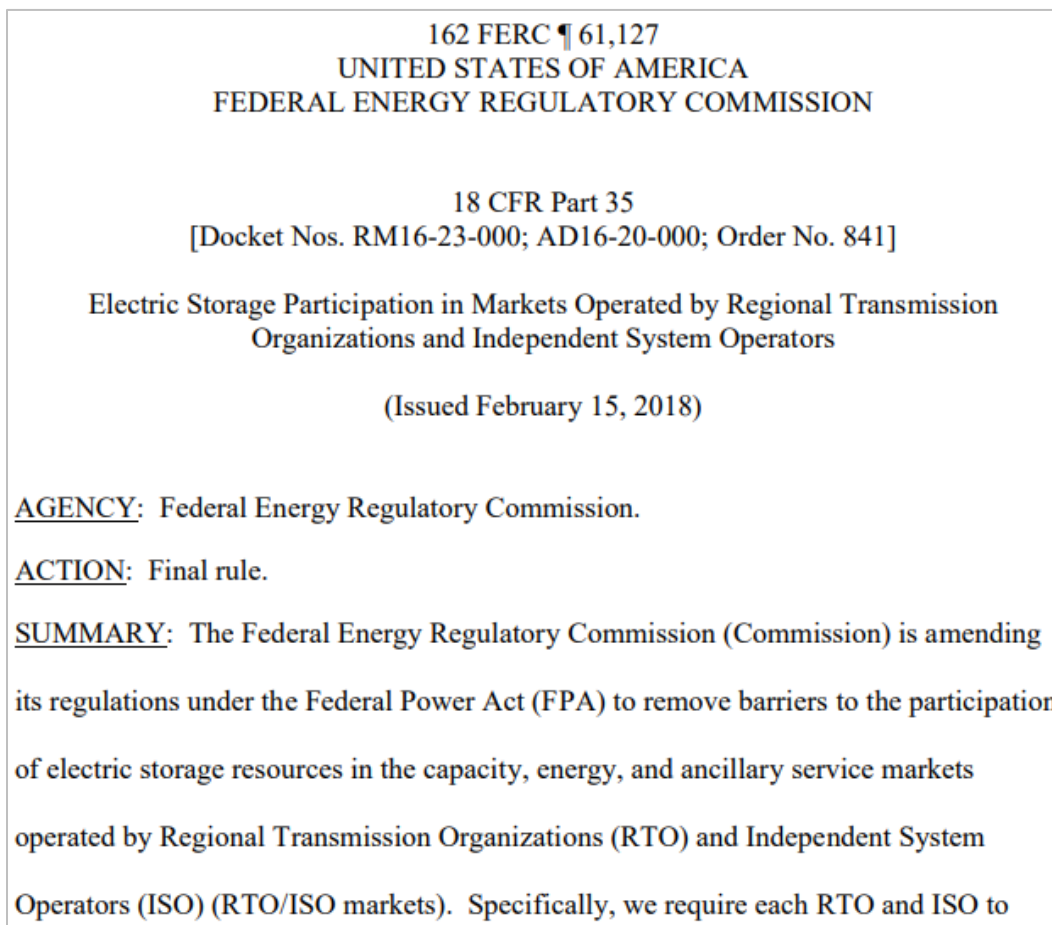 162 FERC ¶ 61,127
UNITED STATES OF AMERICA
FEDERAL ENERGY REGULATORY COMMISSION
18 CFR Part 35
[Docket Nos. RM16-23-000; AD16-20-000; Order No. 841]
Electric Storage Participation in Markets Operated by Regional Transmission
Organizations and Independent System Operators
(Issued February 15, 2018)
AGENCY: Federal Energy Regulatory Commission.
ACTION: Final rule.
SUMMARY: The Federal Energy Regulatory Commission (Commission) is amending
its regulations under the Federal Power Act (FPA) to remove barriers to the participation
of electric storage resources in the capacity, energy, and ancillary service markets
operated by Regional Transmission Organizations (RTO) and Independent System
Operators (ISO) (RTO/ISO markets). Specifically, we require each RTO and ISO to